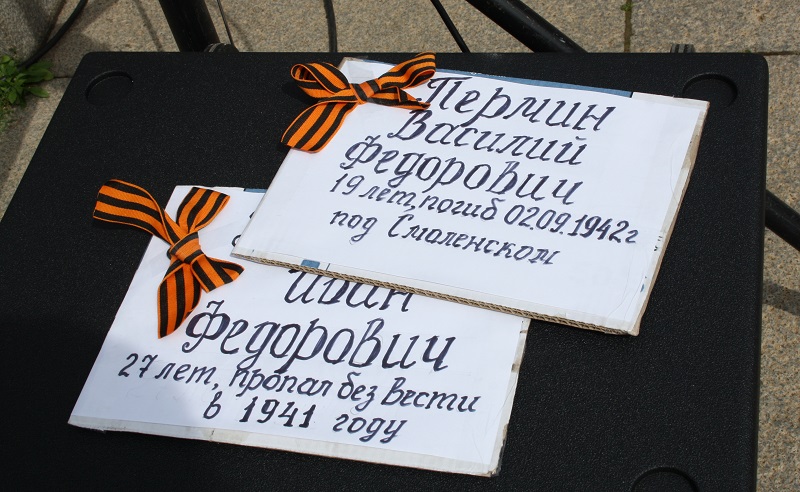 Пермин
Василий
Федорович
19 лет, погиб 02.09.1942г
под Смаленском
Иван
Федорович
27 лет, пропал без вести
в 1941 году